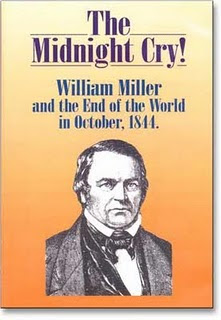 The
Midnight Cry!
William Miller
and the End of the World
in October, 1844.